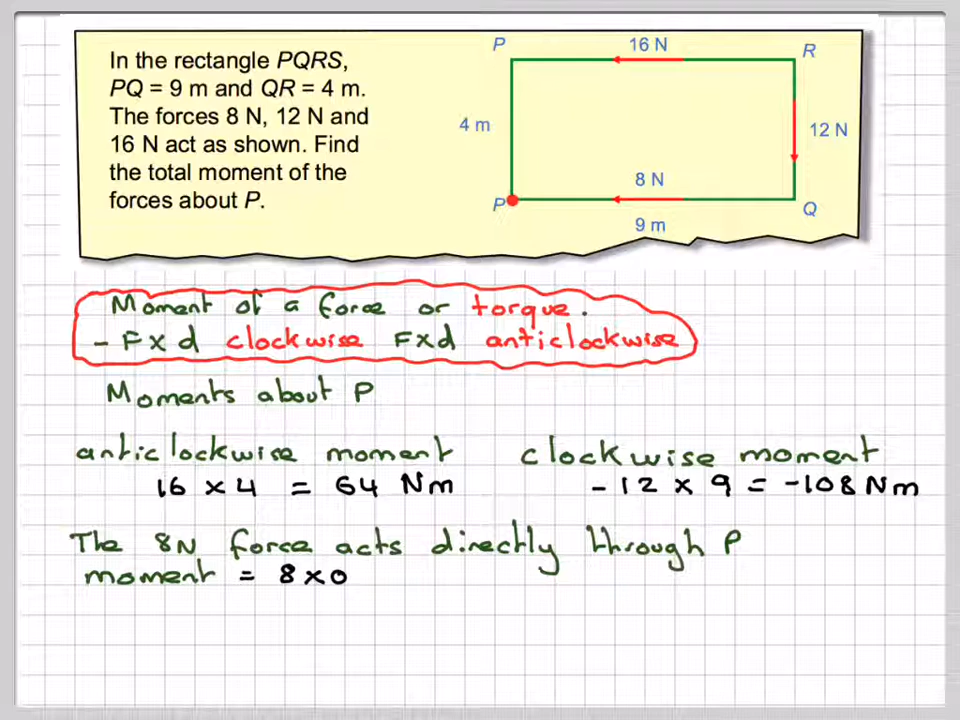 In the rectangle PQRS,
PQ = 9 m and QR = 4 m.
The forces 8 N, 12 N and
16 N act as shown. Find
the total moment of the
forces about P.
P
16 N
R
4 m
12 N
8 N
P
Q
9 m
Moment of a force or torque.
- F x d clockwise F x d anticlockwise
Moments about P
anticlockwise moment
16 x 4 = 64 Nm
clockwise moment
- 12 x 9 = -108 Nm
The 8N force acts directly through P
moment = 8 x 0